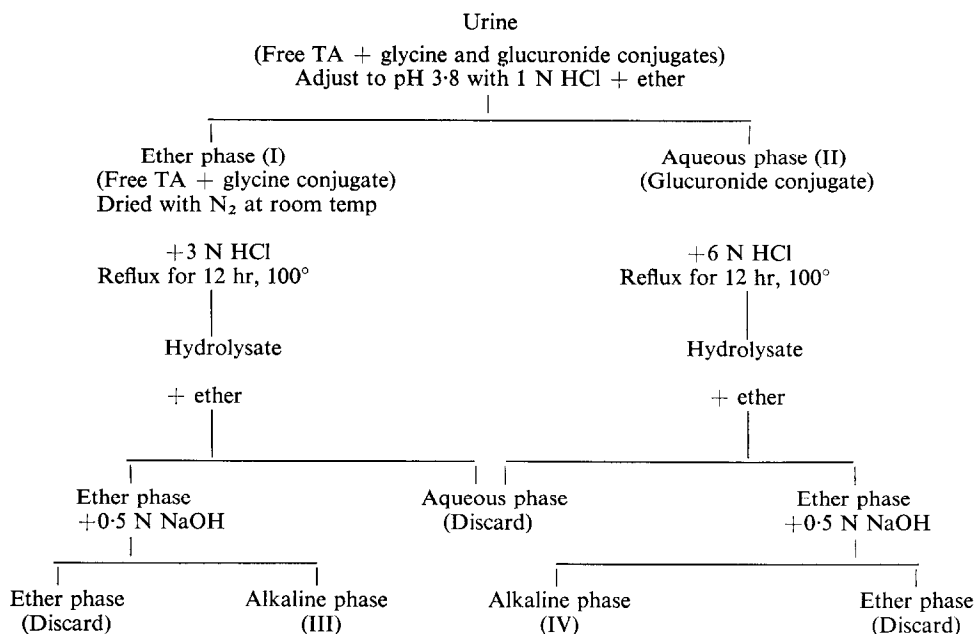 Urine
(Free TA + glycine and glucuronide conjugates)
Adjust to pH 3·8 with 1 N HCl + ether
Ether phase (I)
(Free TA + glycine conjugate)
Dried with N₂ at room temp
Aqueous phase (II)
(Glucuronide conjugate)
+3 N HCl
Reflux for 12 hr, 100°
+6 N HCl
Reflux for 12 hr, 100°
Hydrolysate
Hydrolysate
+ ether
+ ether
Ether phase
+0·5 N NaOH
Aqueous phase
(Discard)
Ether phase
+0·5 N NaOH
Ether phase
(Discard)
Alkaline phase
(III)
Alkaline phase
(IV)
Ether phase
(Discard)